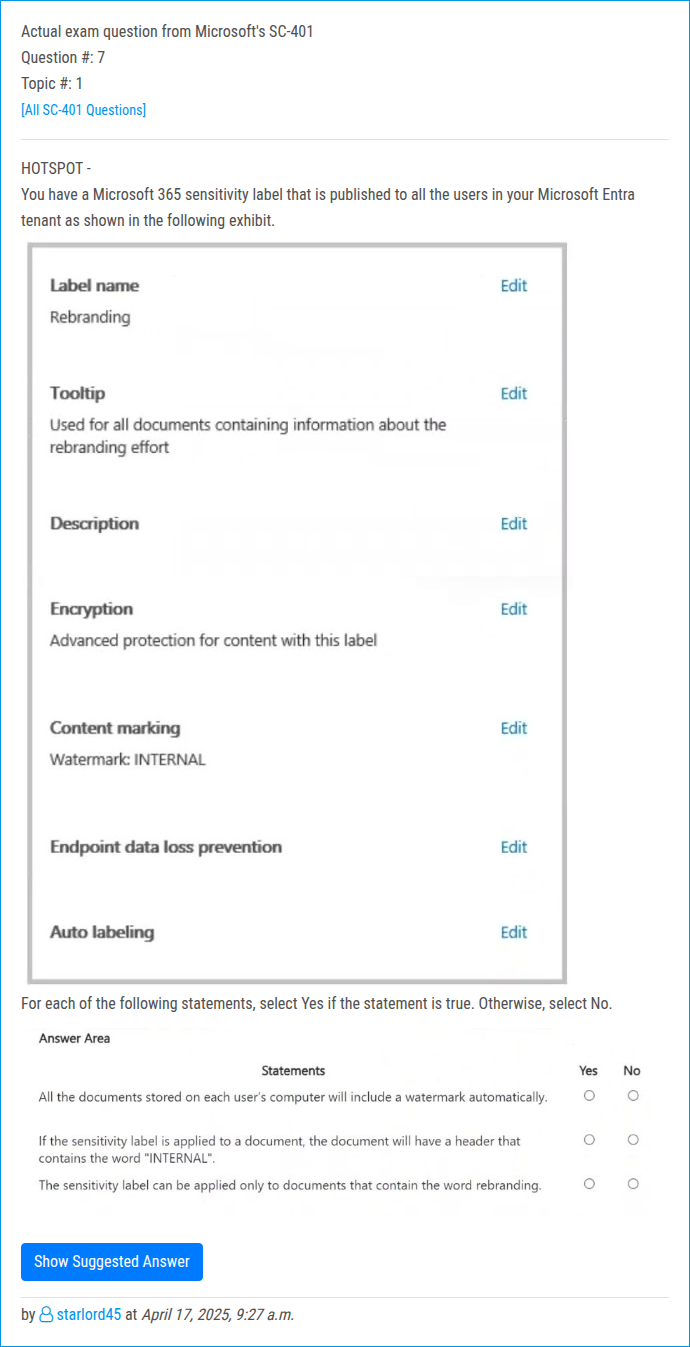 Actual exam question from Microsoft's SC-401
Question #: 7
Topic #: 1
[All SC-401 Questions]
HOTSPOT -
You have a Microsoft 365 sensitivity label that is published to all the users in your Microsoft Entra
tenant as shown in the following exhibit.
Label name Edit
Rebranding
Tooltip Edit
Used for all documents containing information about the
rebranding effort
Description Edit
Encryption Edit
Advanced protection for content with this label
Content marking Edit
Watermark: INTERNAL
Endpoint data loss prevention Edit
Auto labeling Edit
For each of the following statements, select Yes if the statement is true. Otherwise, select No.
Answer Area
Statements Yes No
All the documents stored on each user's computer will include a watermark automatically.
If the sensitivity label is applied to a document, the document will have a header that
contains the word "INTERNAL".
The sensitivity label can be applied only to documents that contain the word rebranding.
Show Suggested Answer
by starlord45 at April 17, 2025, 9:27 a.m.